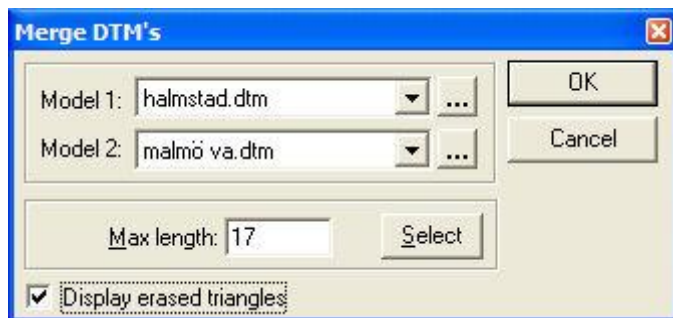 Merge DTM's
Model 1: halmstad.dtm ...
OK
Model 2: malmö va.dtm ...
Cancel
Max length: 17 Select
Display erased triangles